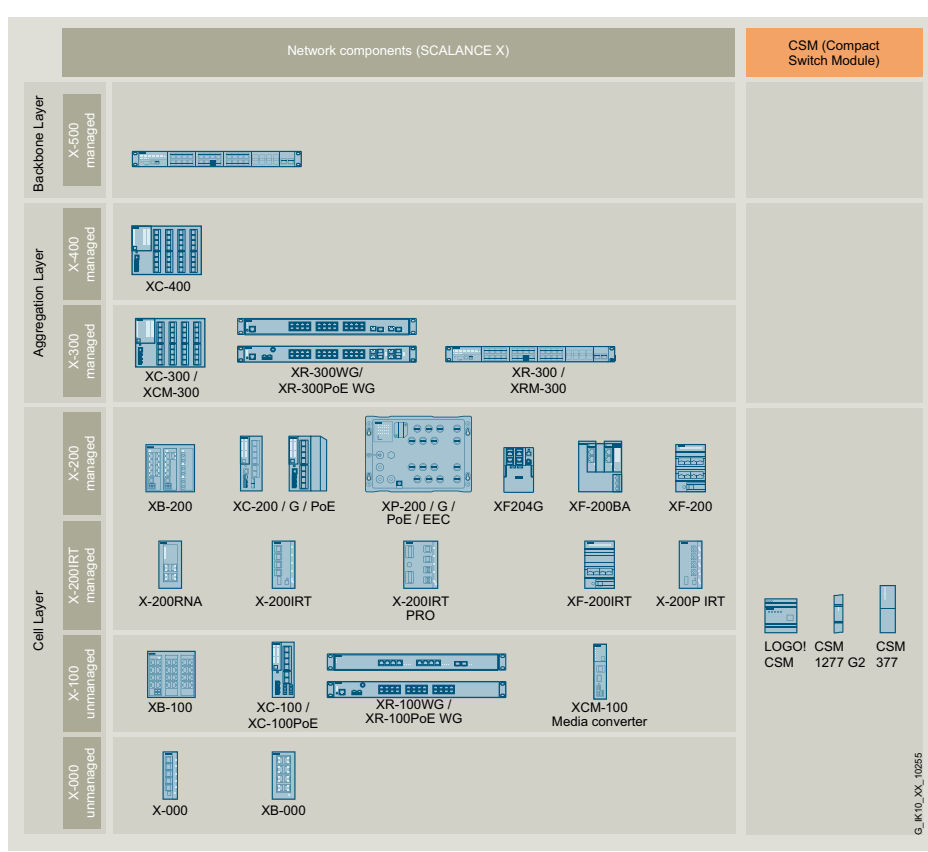 Network components (SCALANCE X)
CSM (Compact
Switch Module)
Backbone Layer
X-500
managed
Aggregation Layer
X-400
managed
XC-400
X-300
managed
XC-300 /
XCM-300
XR-300WG/
XR-300PoE WG
XR-300 /
XRM-300
Cell Layer
X-200
managed
XB-200
XC-200 / G / PoE
XP-200 / G /
PoE / EEC
XF204G
XF-200BA
XF-200
X-200IRT
managed
X-200RNA
X-200IRT
X-200IRT
PRO
XF-200IRT
X-200P IRT
LOGO!
CSM
CSM
1277 G2
CSM
377
X-100
unmanaged
XB-100
XC-100 /
XC-100PoE
XR-100WG /
XR-100PoE WG
XCM-100
Media converter
X-000
unmanaged
X-000
XB-000
G_IK10_XX_10255